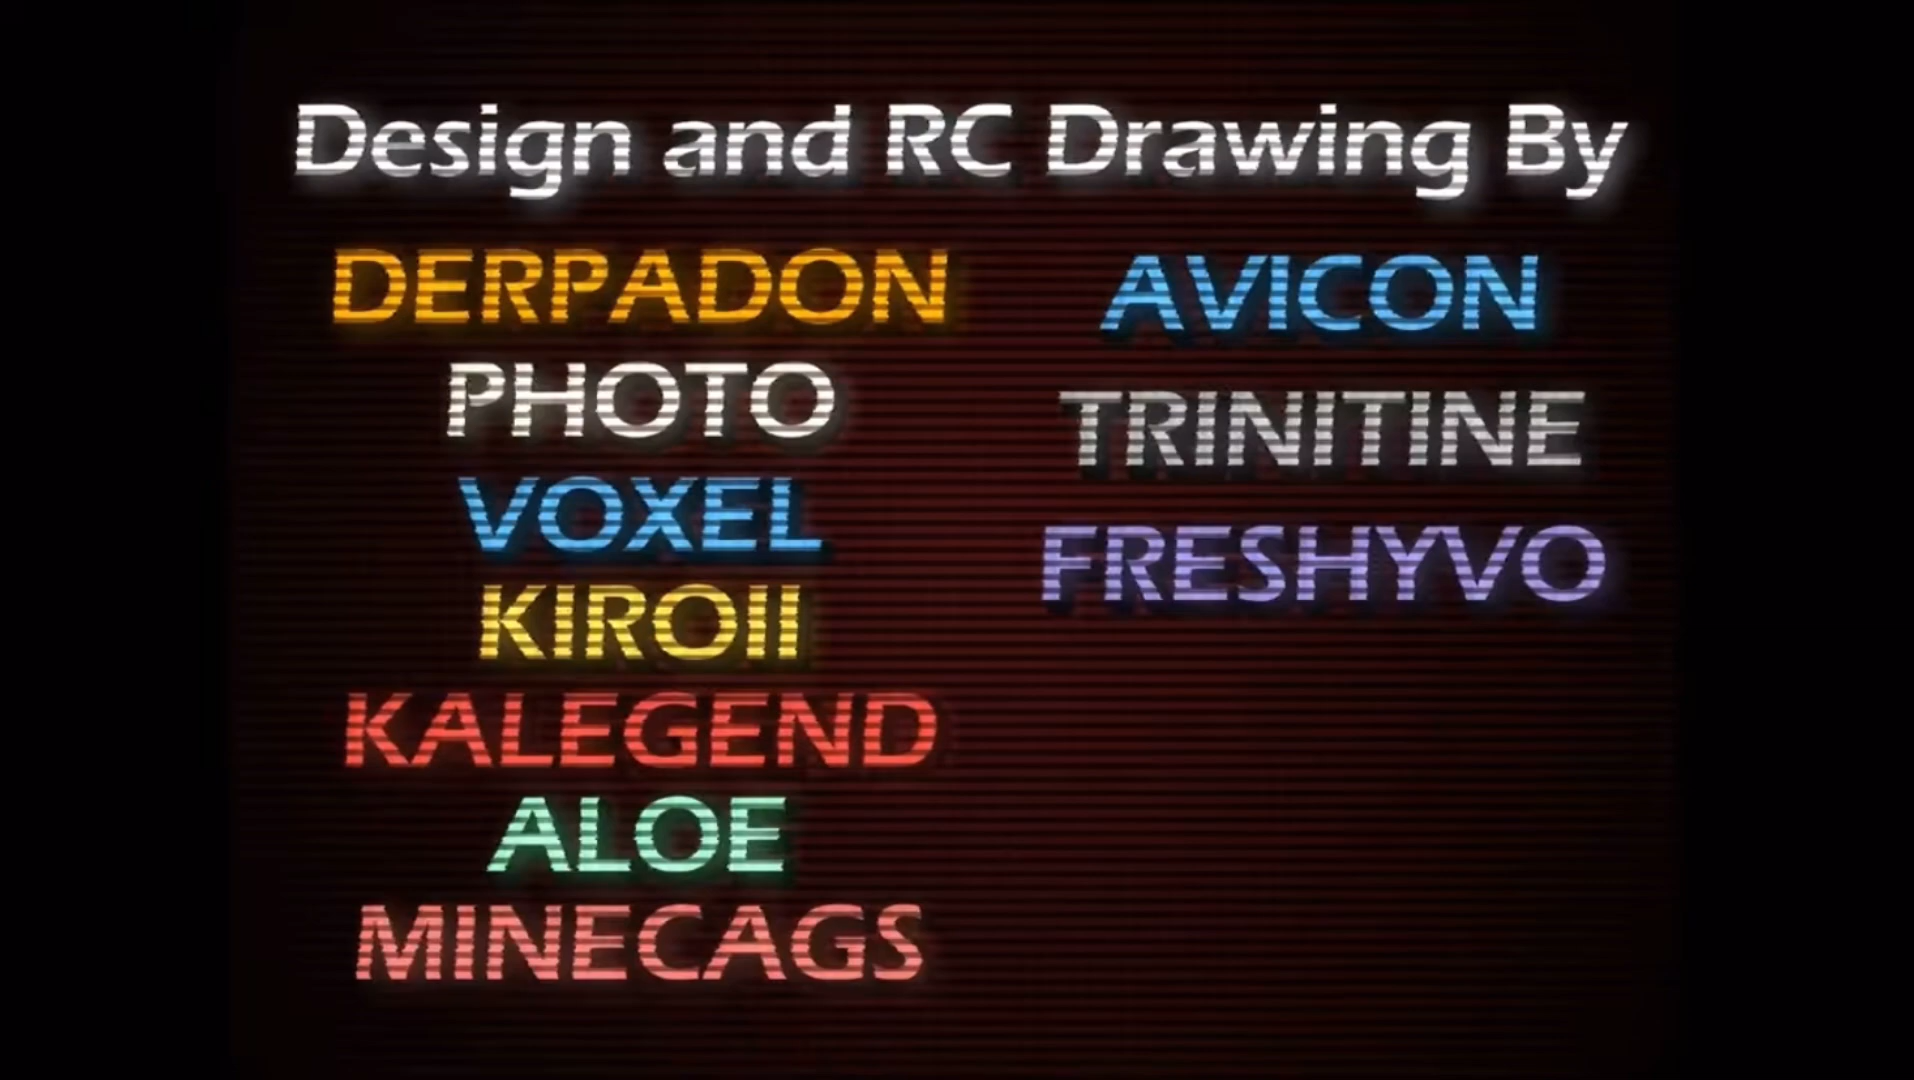 Design and RC Drawing By
DERPADON
PHOTO
VOXEL
KIROII
KALEGEND
ALOE
MINECAGS
AVICON
TRINITINE
FRESHYVO